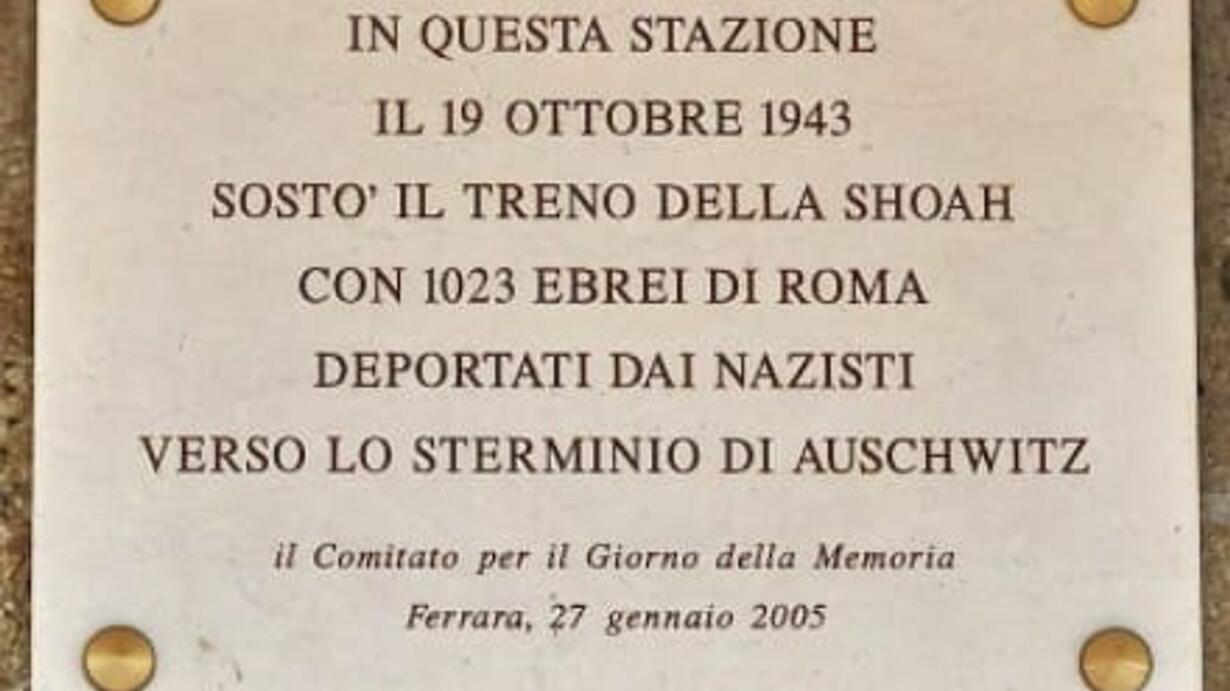 IN QUESTA STAZIONE
IL 19 OTTOBRE 1943
SOSTO' IL TRENO DELLA SHOAH
CON 1023 EBREI DI ROMA
DEPORTATI DAI NAZISTI
VERSO LO STERMINIO DI AUSCHWITZ
il Comitato per il Giorno della Memoria
Ferrara, 27 gennaio 2005